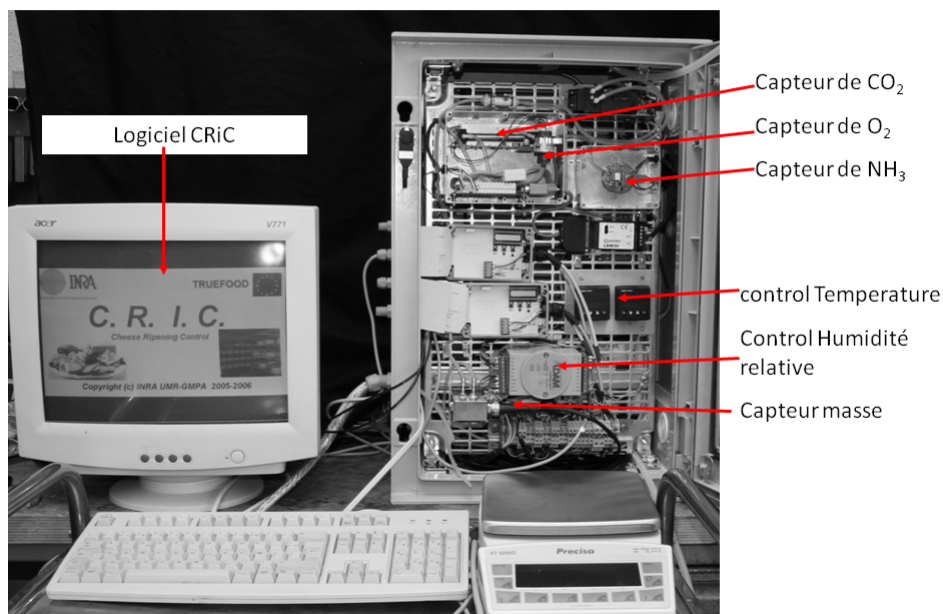 Capteur de CO₂
Capteur de O₂
Capteur de NH₃
Logiciel CRiC
acer
V771
INRA
TRUEFOOD
C. R. I. C.
Cheese Ripening Control
Copyright (c) INRA UMR-GMPA 2005-2006
control Temperature
Control Humidité
relative
Capteur masse
Precisa